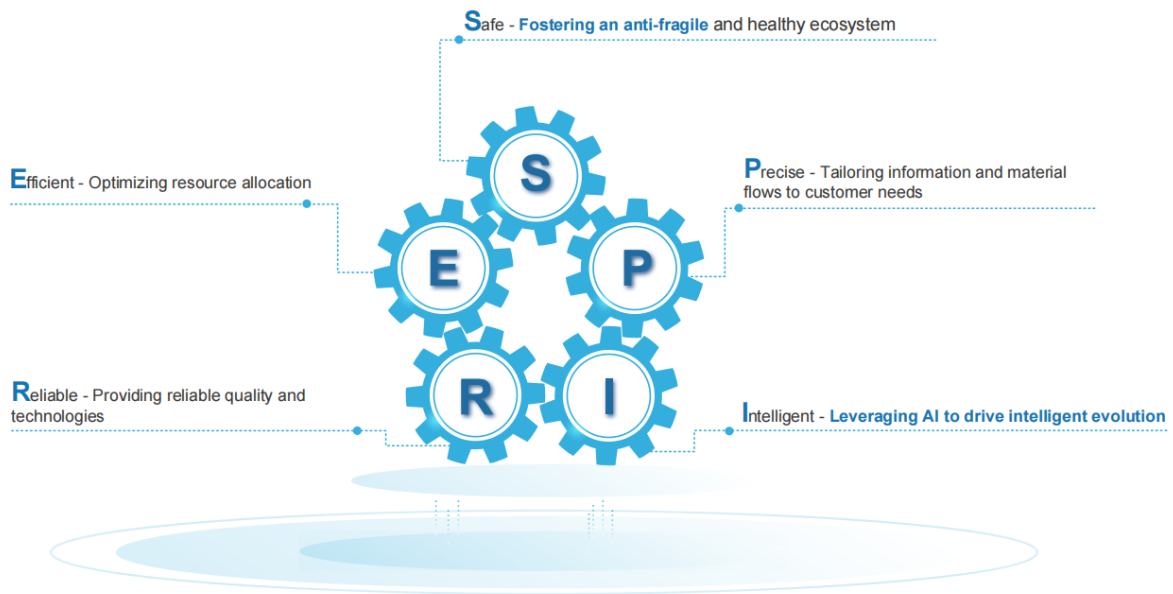 Safe - Fostering an anti-fragile and healthy ecosystem
S
Efficient - Optimizing resource allocation
Precise - Tailoring information and material
flows to customer needs
E
P
Reliable - Providing reliable quality and
technologies
R
I
Intelligent - Leveraging AI to drive intelligent evolution